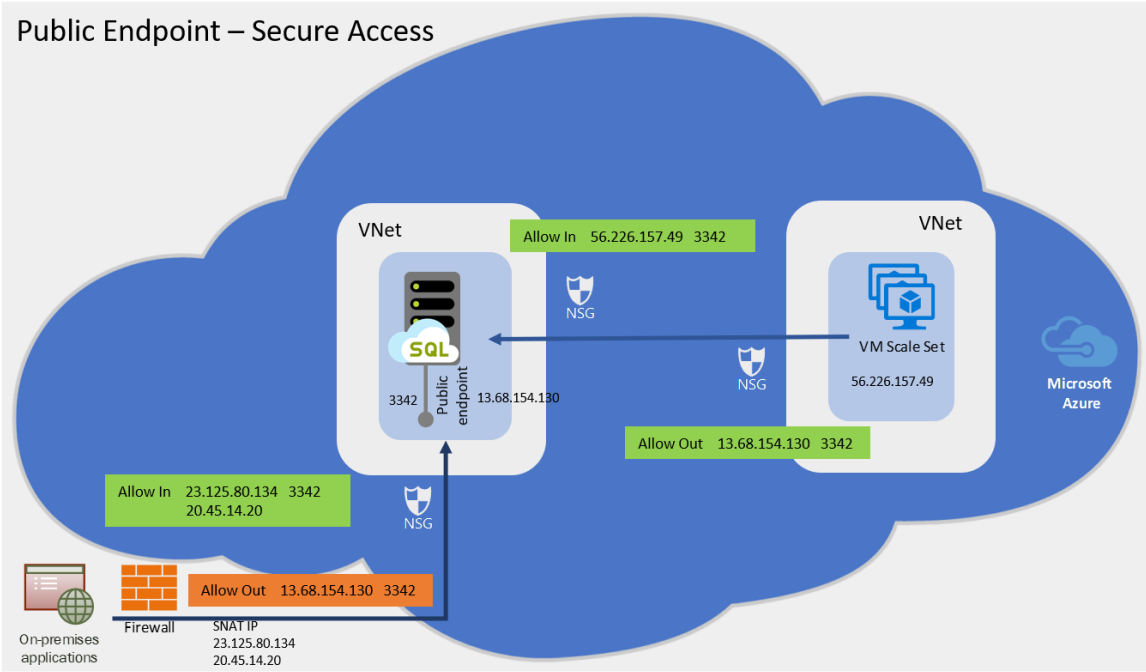 Public Endpoint – Secure Access
VNet
Allow In 56.226.157.49 3342
VNet
NSG
SQL
VM Scale Set
56.226.157.49
NSG
3342
Public
endpoint
13.68.154.130
Microsoft
Azure
Allow Out 13.68.154.130 3342
Allow In 23.125.80.134 3342
20.45.14.20
NSG
Allow Out 13.68.154.130 3342
Firewall
SNAT IP
23.125.80.134
20.45.14.20
On-premises
applications